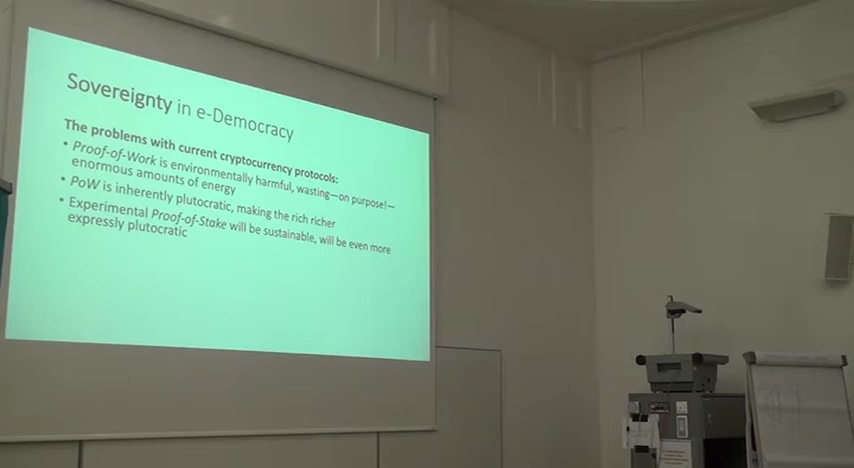 Sovereignty in e-Democracy
The problems with current cryptocurrency protocols:
• Proof-of-Work is environmentally harmful, wasting—on purpose!—
enormous amounts of energy
• PoW is inherently plutocratic, making the rich richer
• Experimental Proof-of-Stake will be sustainable, will be even more
expressly plutocratic